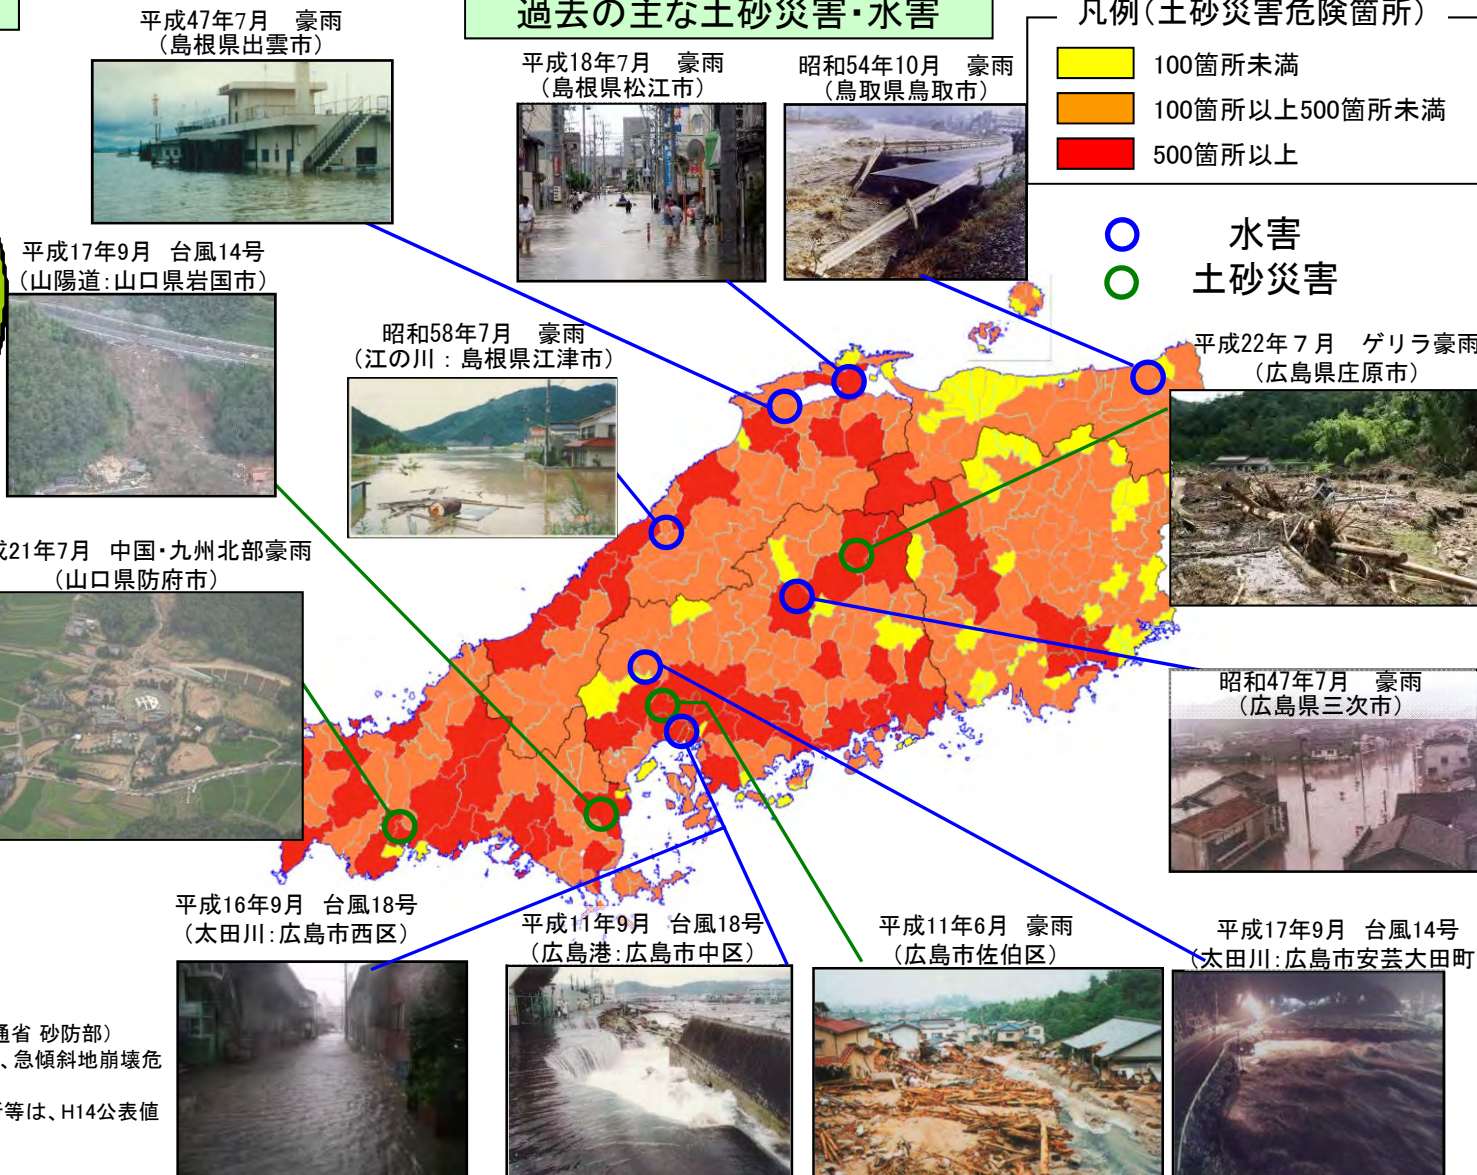 過去の主な土砂災害・水害
凡例（土砂災害危険箇所）
100箇所未満
100箇所以上500箇所未満
500箇所以上
水害
土砂災害
平成47年7月　豪雨
（島根県出雲市）
平成18年7月　豪雨
（島根県松江市）
昭和54年10月　豪雨
（鳥取県鳥取市）
平成17年9月　台風14号
（山陽道：山口県岩国市）
昭和58年7月　豪雨
（江の川：島根県江津市）
平成22年７月　ゲリラ豪雨
（広島県庄原市）
21年7月　中国・九州北部豪雨
（山口県防府市）
昭和47年7月　豪雨
（広島県三次市）
平成16年9月　台風18号
（太田川：広島市西区）
平成11年9月　台風18号
（広島港：広島市中区）
平成11年6月　豪雨
（広島市佐伯区）
平成17年9月　台風14号
（太田川：広島市安芸大田町
通省 砂防部）
、急傾斜地崩壊危
等は、H14公表値